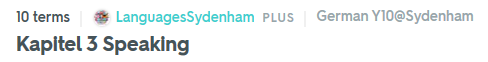 10 terms LanguagesSydenham PLUS German Y10@Sydenham
Kapitel 3 Speaking